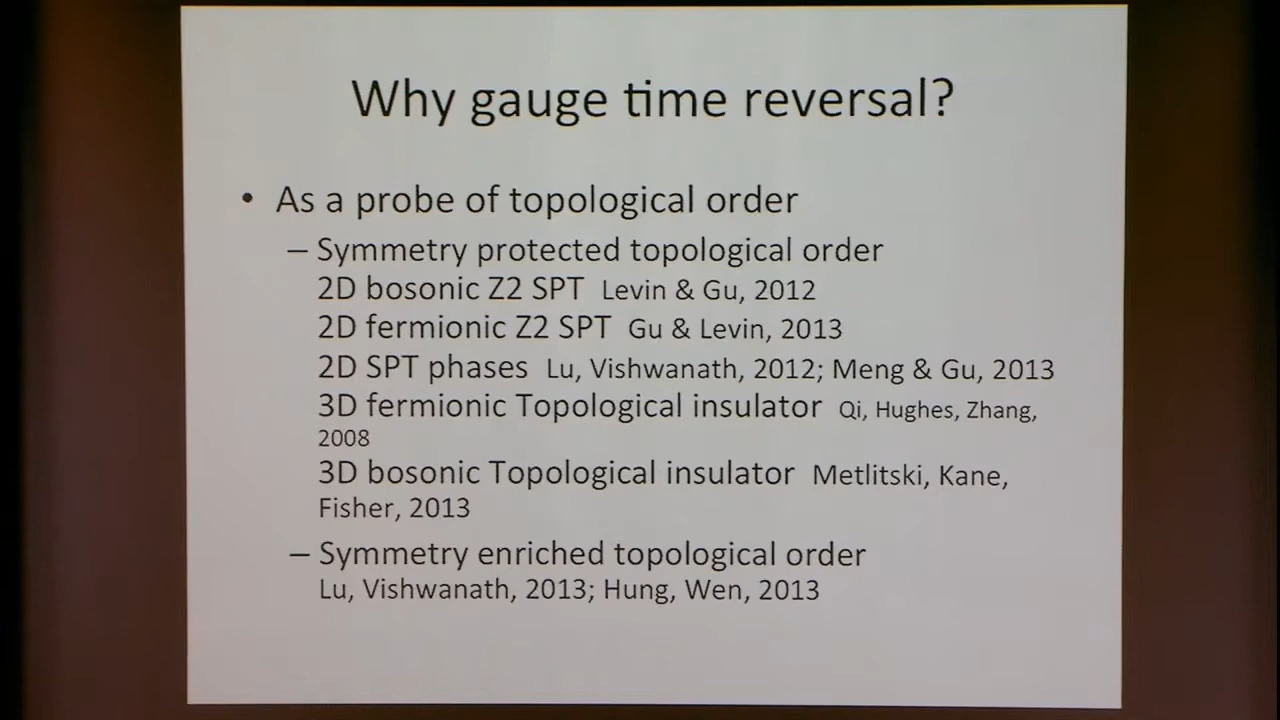 Why gauge time reversal?
• As a probe of topological order
– Symmetry protected topological order
2D bosonic Z2 SPT Levin & Gu, 2012
2D fermionic Z2 SPT Gu & Levin, 2013
2D SPT phases Lu, Vishwanath, 2012; Meng & Gu, 2013
3D fermionic Topological insulator Qi, Hughes, Zhang,
2008
3D bosonic Topological insulator Metlitski, Kane,
Fisher, 2013
– Symmetry enriched topological order
Lu, Vishwanath, 2013; Hung, Wen, 2013